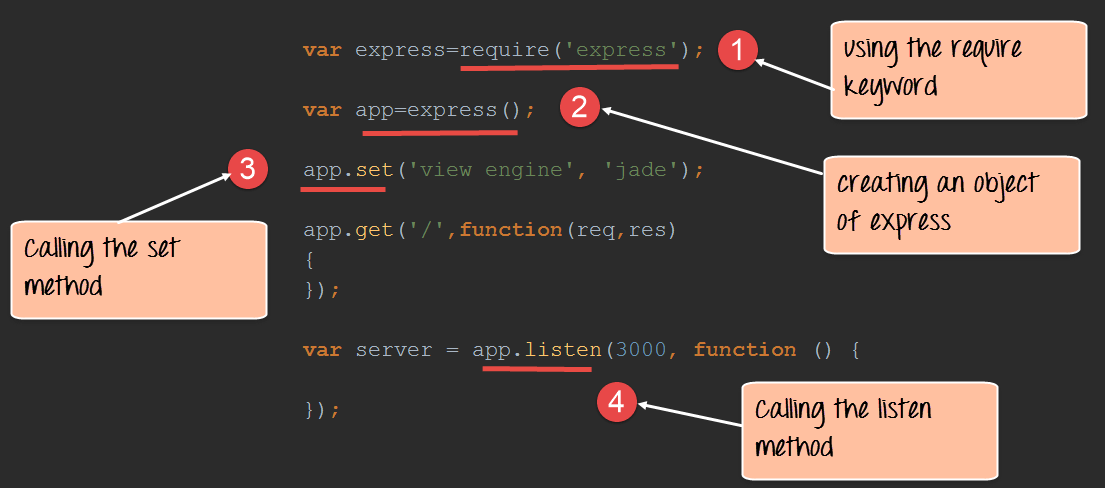 var express=require('express');
1
using the require
keyword
var app=express();
2
creating an object
of express
3
app.set('view engine', 'jade');
Calling the set
method
app.get('/',function(req,res)
{
});
var server = app.listen(3000, function () {
});
4
Calling the listen
method